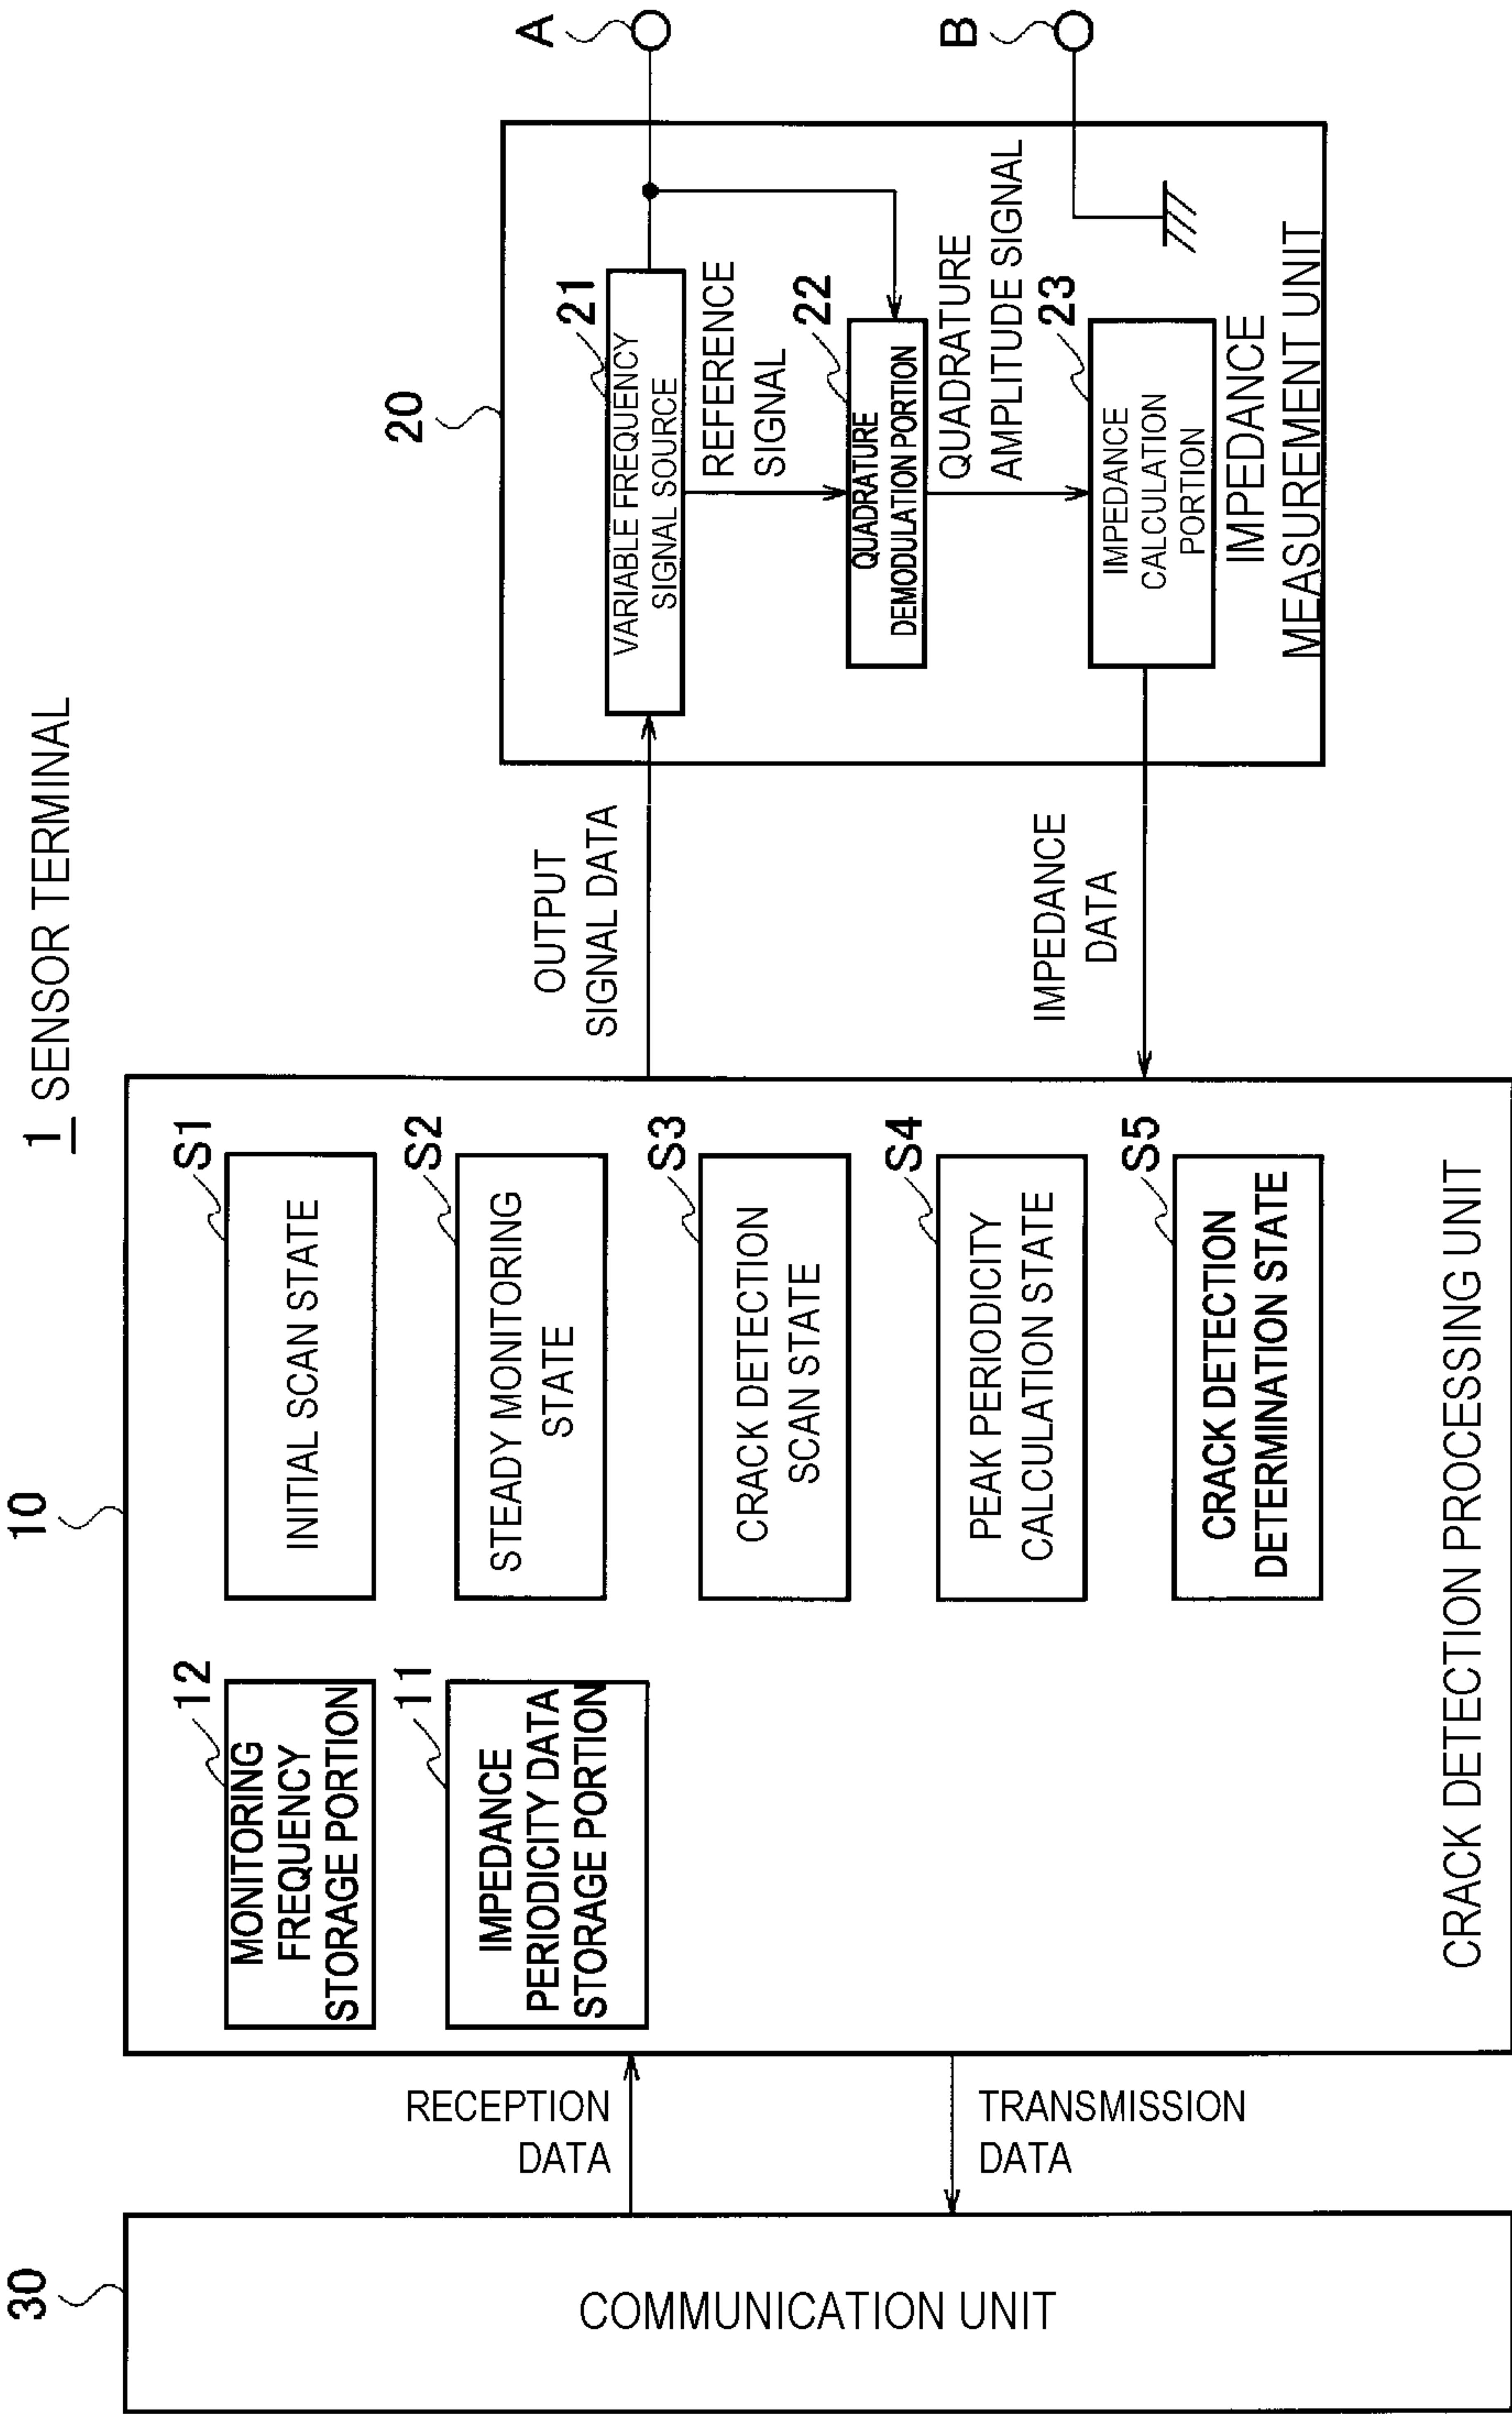 1 SENSOR TERMINAL
30
COMMUNICATION UNIT
RECEPTION
DATA
TRANSMISSION
DATA
10
12
MONITORING
FREQUENCY
STORAGE PORTION
11
IMPEDANCE
PERIODICITY DATA
STORAGE PORTION
S1
INITIAL SCAN STATE
S2
STEADY MONITORING
STATE
S3
CRACK DETECTION
SCAN STATE
S4
PEAK PERIODICITY
CALCULATION STATE
S5
CRACK DETECTION
DETERMINATION STATE
CRACK DETECTION PROCESSING UNIT
OUTPUT
SIGNAL DATA
IMPEDANCE
DATA
20
21
VARIABLE FREQUENCY
SIGNAL SOURCE
REFERENCE
SIGNAL
22
QUADRATURE
DEMODULATION PORTION
QUADRATURE
AMPLITUDE SIGNAL
23
IMPEDANCE
CALCULATION
PORTION
IMPEDANCE
MEASUREMENT UNIT
A
B